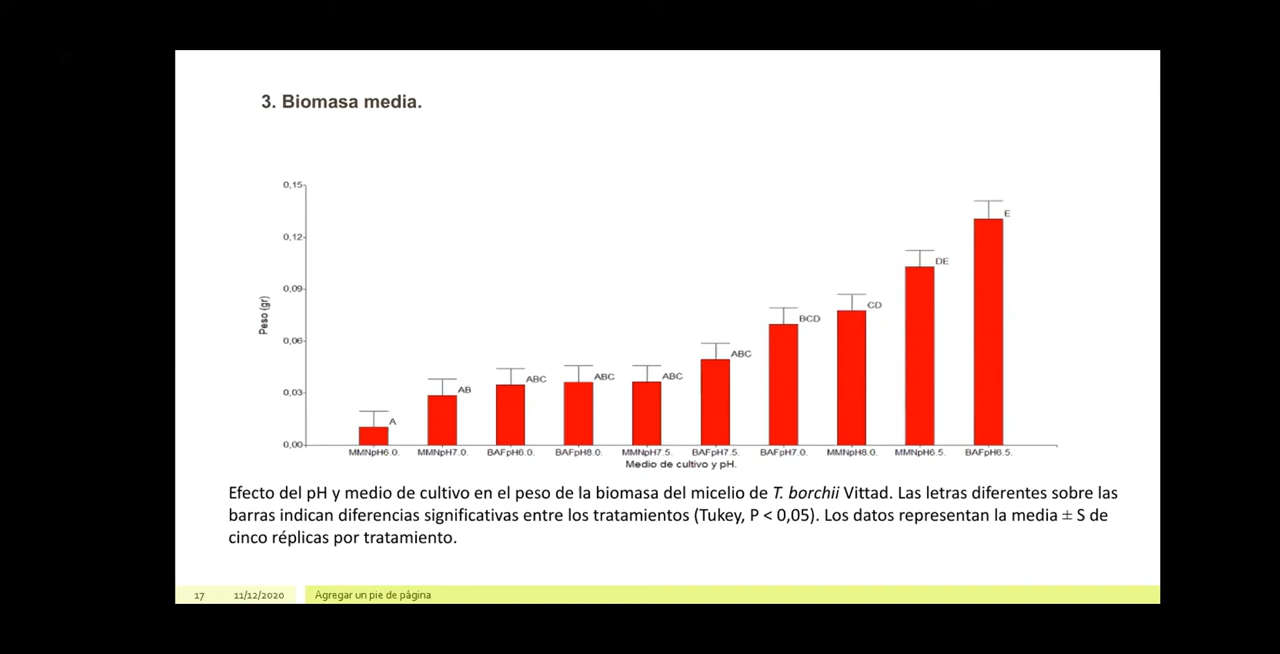 3. Biomasa media.
0,15
E
0,12
DE
0,09
CD
BCD
Peso (gr)
0,06
ABC
ABC
ABC
ABC
AB
0,03
A
0,00
MMNpH6.0. MMNpH7.0. BAFpH6.0. BAFpH8.0. MMNpH7.5. BAFpH7.5. BAFpH7.0. MMNpH8.0. MMNpH6.5. BAFpH6.5.
Medio de cultivo y pH.
Efecto del pH y medio de cultivo en el peso de la biomasa del micelio de T. borchii Vittad. Las letras diferentes sobre las
barras indican diferencias significativas entre los tratamientos (Tukey, P < 0,05). Los datos representan la media ± S de
cinco réplicas por tratamiento.
17 11/12/2020 Agregar un pie de página